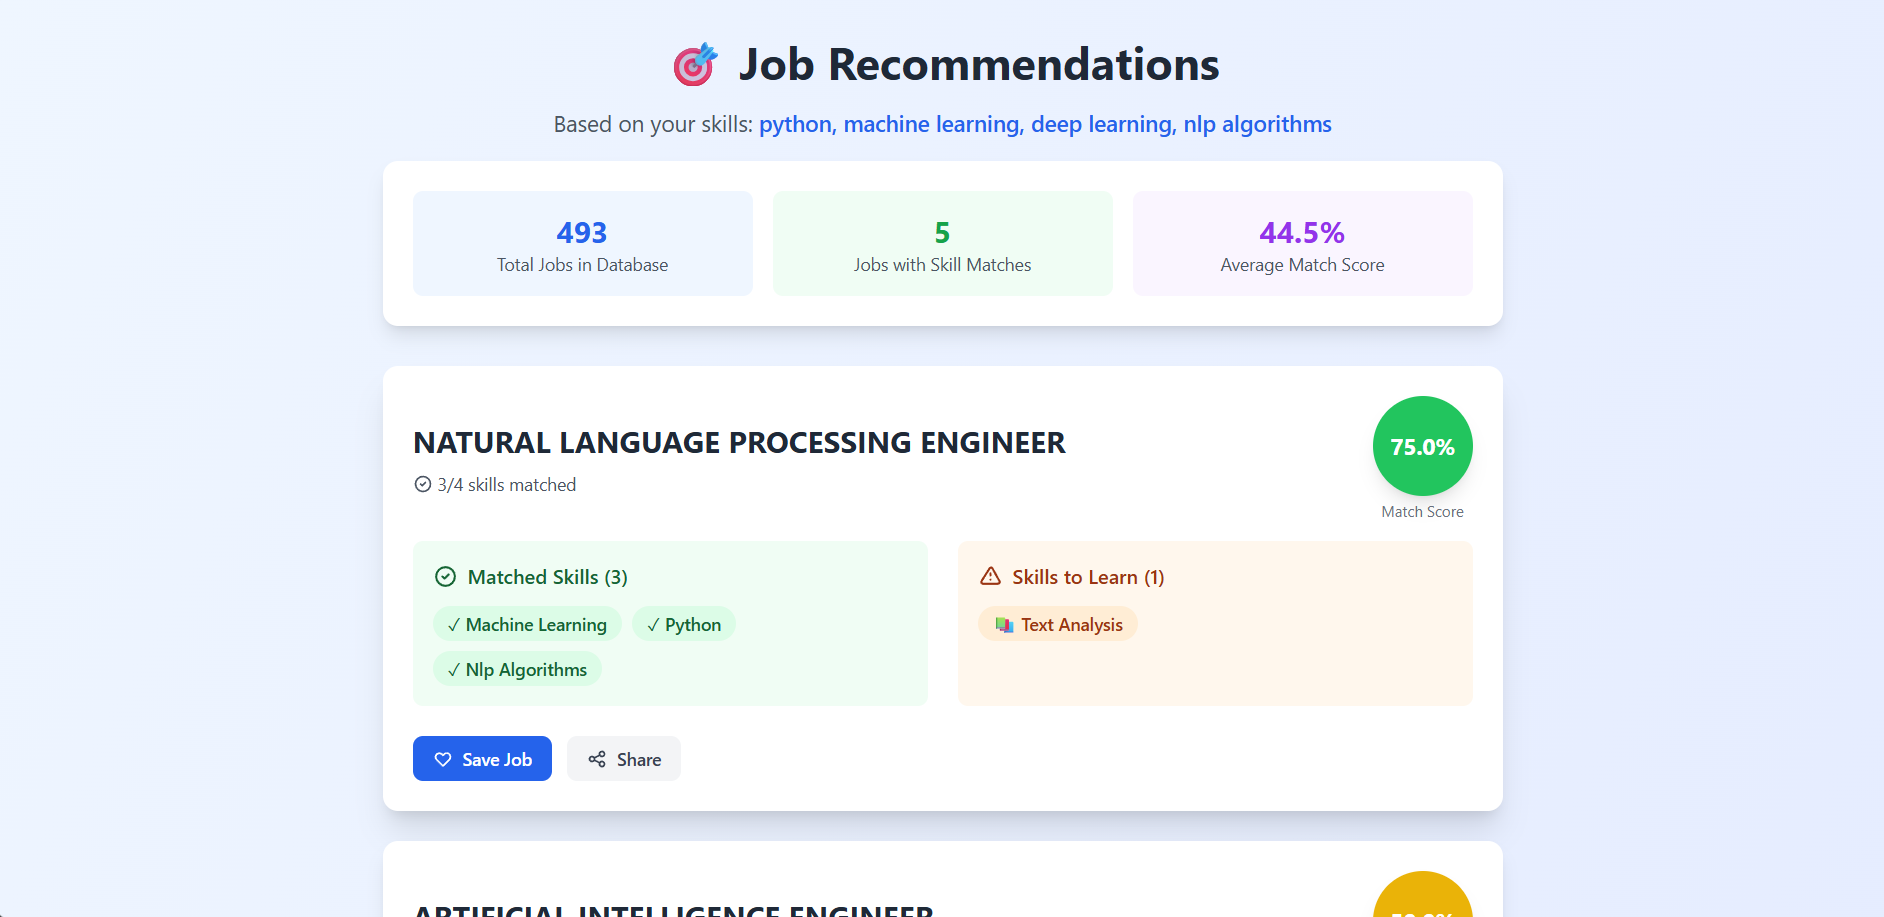 Job Recommendations
Based on your skills: python, machine learning, deep learning, nlp algorithms
493
Total Jobs in Database
5
Jobs with Skill Matches
44.5%
Average Match Score
NATURAL LANGUAGE PROCESSING ENGINEER
3/4 skills matched
75.0%
Match Score
Matched Skills (3)
✓ Machine Learning
✓ Python
✓ Nlp Algorithms
Skills to Learn (1)
Text Analysis
Save Job
Share
ARTIFICIAL INTELLIGENCE ENGINEER